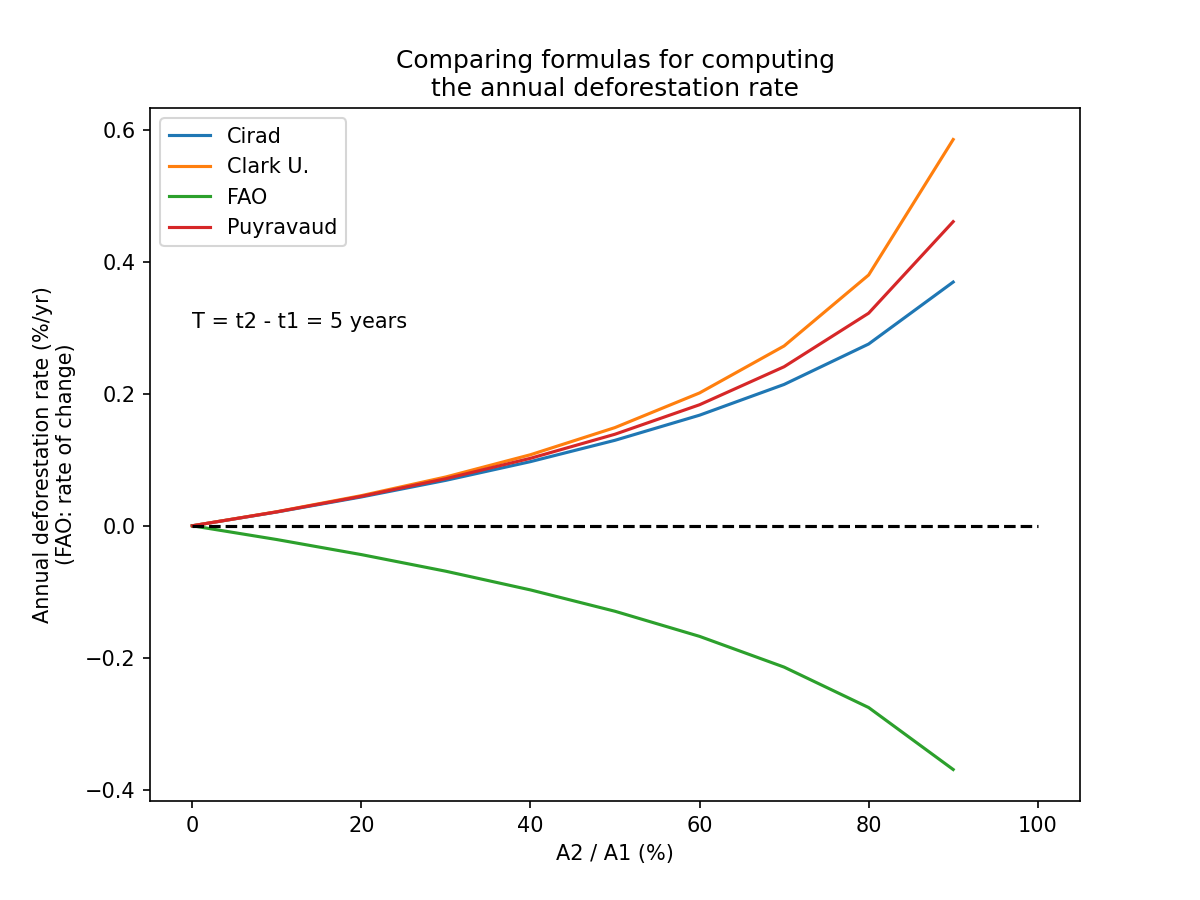 Comparing formulas for computing
the annual deforestation rate
Cirad
Clark U.
FAO
Puyravaud
T = t2 - t1 = 5 years
0.6
0.4
0.2
0.0
−0.2
−0.4
Annual deforestation rate (%/yr)
(FAO: rate of change)
0 20 40 60 80 100
A2 / A1 (%)